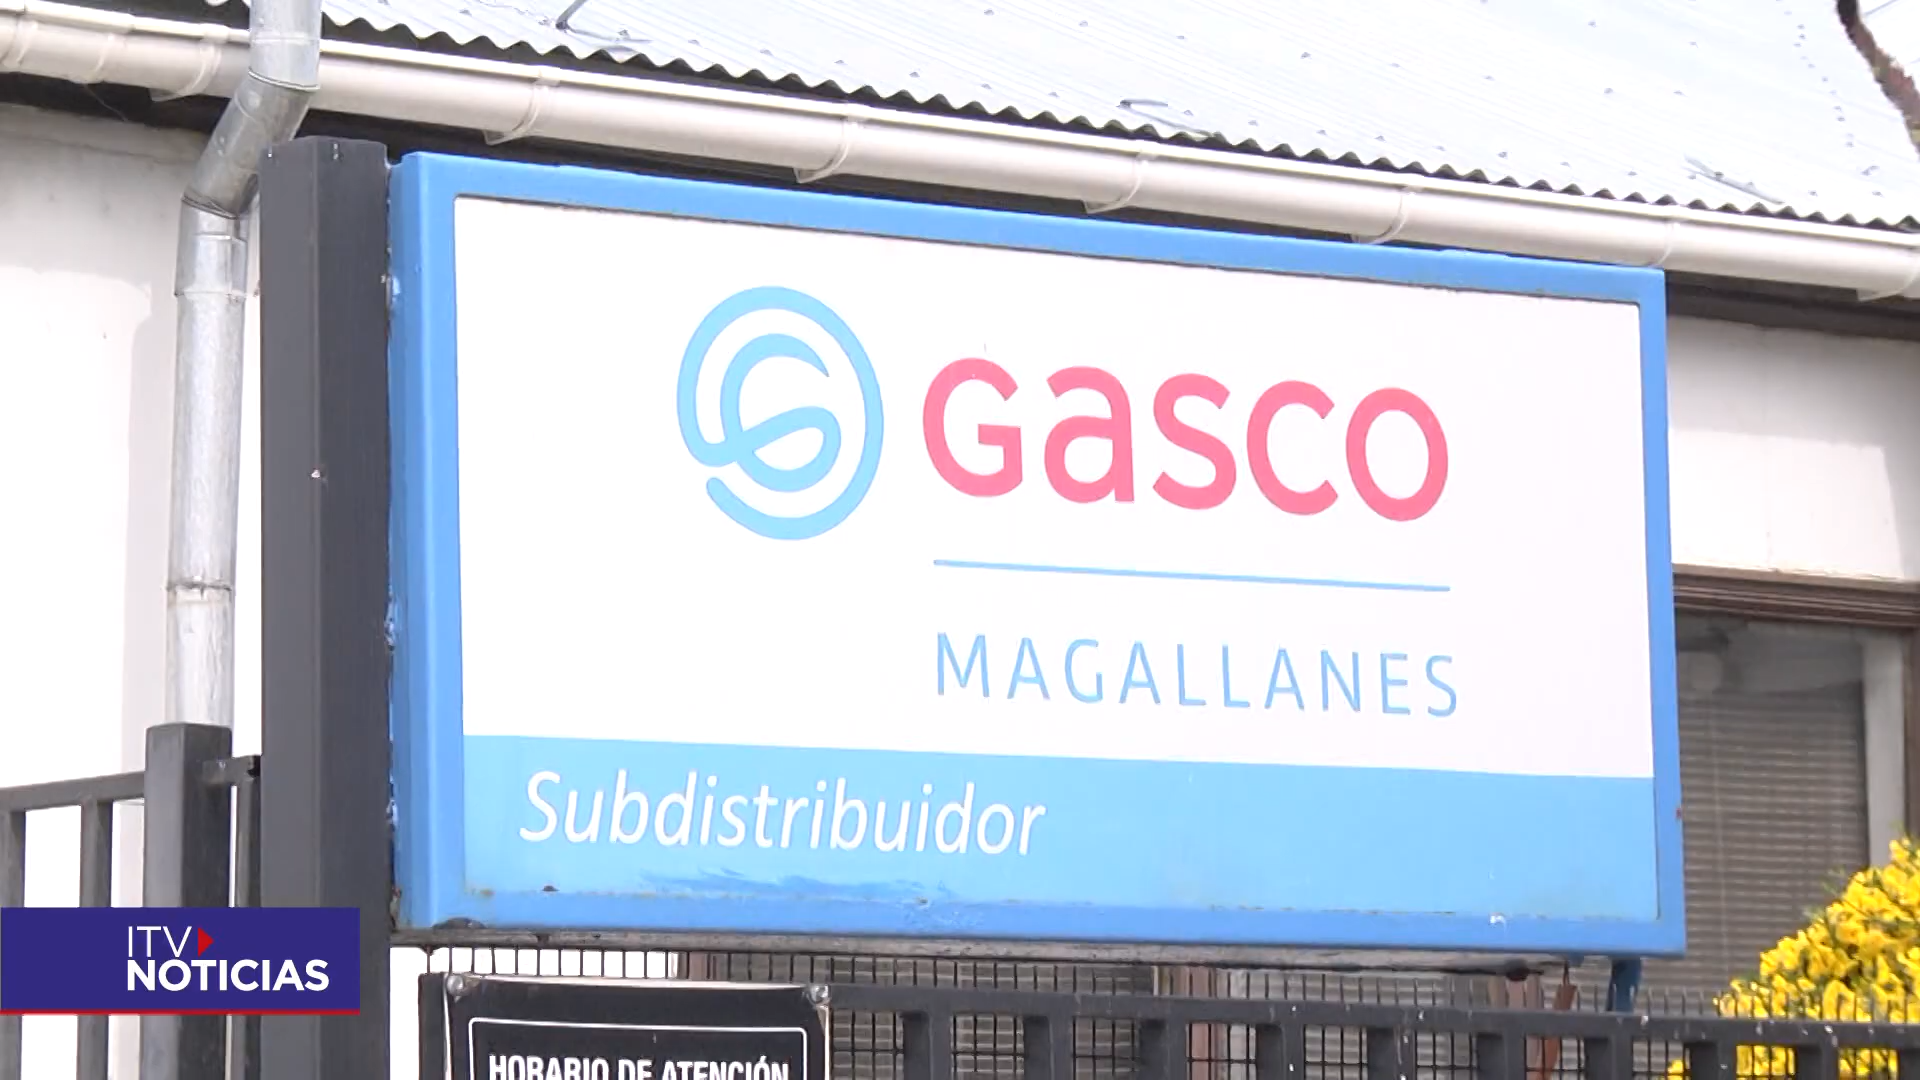 GASCO
MAGALLANES
Subdistribuidor
ITV
NOTICIAS
HORARIO DE ATENCIÓN